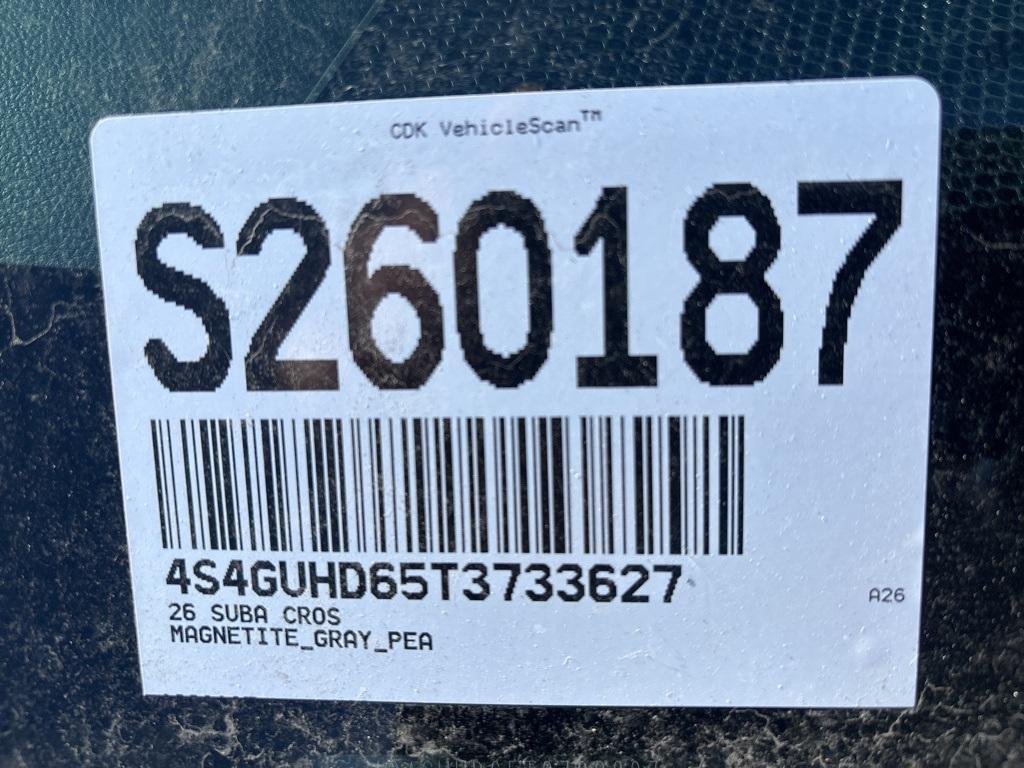 CDK VehicleScan™
S260187
4S4GUHD65T3733627
A26
26 SUBA CROS
MAGNETITE_GRAY_PEA